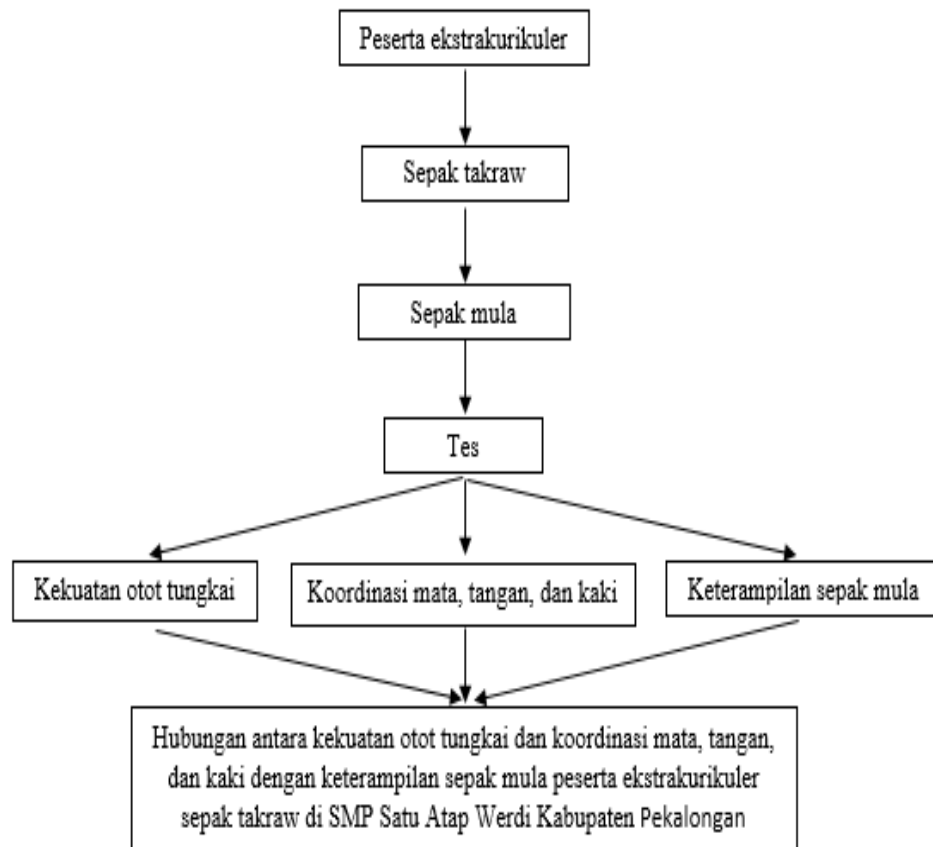 Peserta ekstrakurikuler
Sepak takraw
Sepak mula
Tes
Kekuatan otot tungkai
Koordinasi mata, tangan, dan kaki
Keterampilan sepak mula
Hubungan antara kekuatan otot tungkai dan koordinasi mata, tangan,
dan kaki dengan keterampilan sepak mula peserta ekstrakurikuler
sepak takraw di SMP Satu Atap Werdi Kabupaten Pekalongan